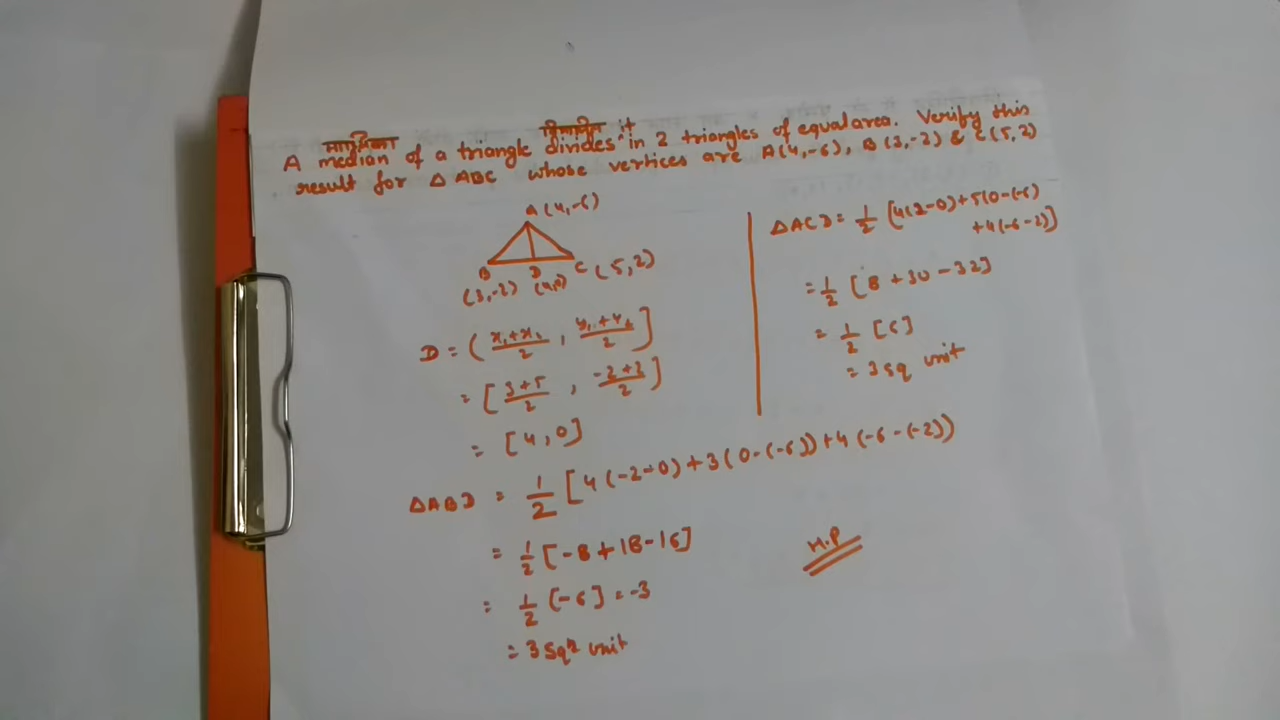 माध्यिका विभाजित it
A median of a triangle divides ^ in 2 triangles of equal area. Verify this
result for △ ABC whose vertices are A(4,-6), B(3,-2) & C(5,2)
A(4,-6)
B D C (5,2)
(3,-2) (4,0)
D = ( x₁+x₂/2 , y₁+y₂/2 ]
= [ 3+5/2 , -2+2/2 ]
= [4,0]
△ABD = 1/2 [4(-2-0)+3(0-(-6))+4(-6-(-2))
= 1/2 [-8+18-16]
= 1/2 [-6] = -3
= 3 sqr unit
△ACD = 1/2 [4(2-0)+5(0-(-6)
+4(-6-2)]
= 1/2 [8+30-32]
= 1/2 [6]
= 3 sq unit
H.P